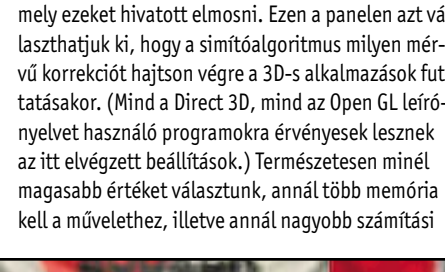 mely ezeket hivatott elmosni. Ezen a panelen azt vá
laszthatjuk ki, hogy a simítóalgoritmus milyen mér-
vű korrekciót hajtson végre a 3D-s alkalmazások fut
tatásakor. (Mind a Direct 3D, mind az Open GL leíró-
nyelvet használó programokra érvényesek lesznek
az itt elvégzett beállítások.) Természetesen minél
magasabb értéket választunk, annál több memória
kell a művelethez, illetve annál nagyobb számítási